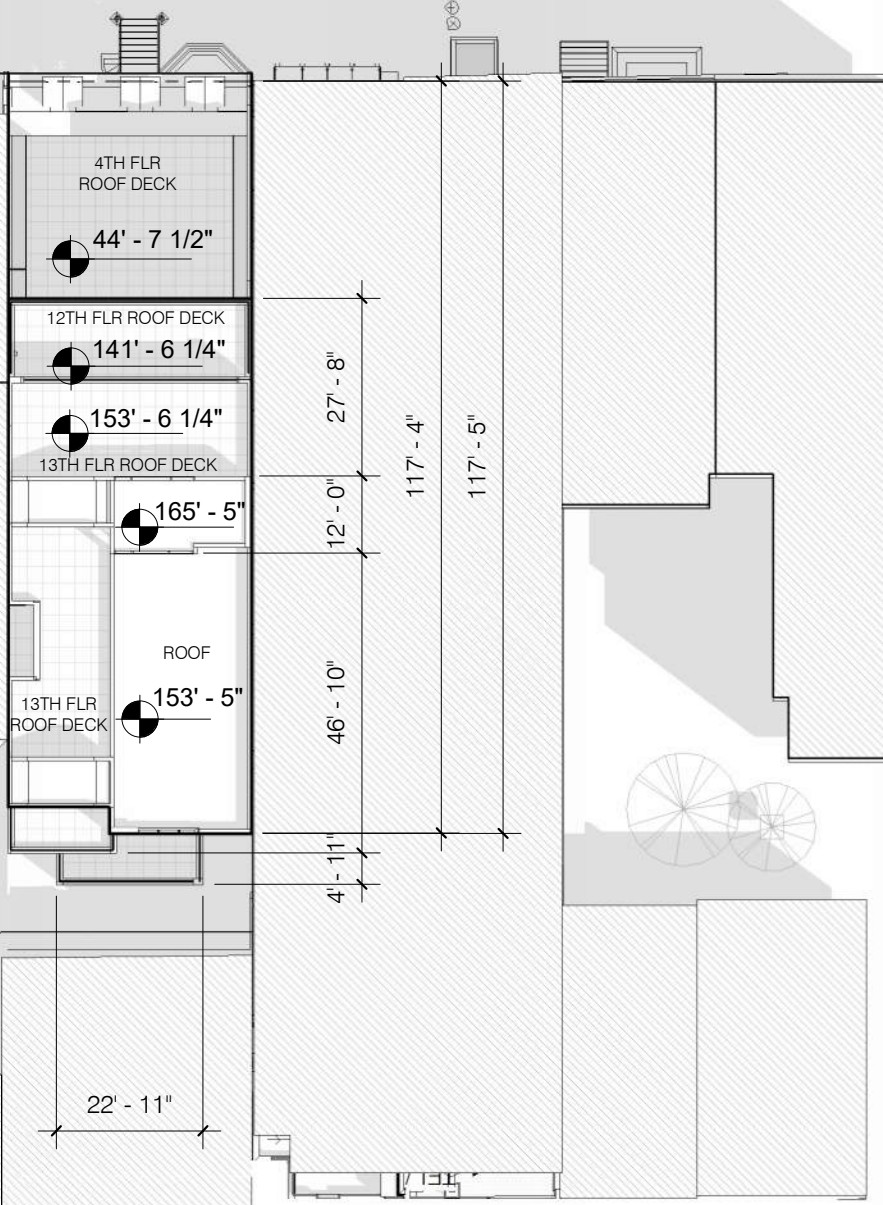 4TH FLR
ROOF DECK
44' - 7 1/2"
12TH FLR ROOF DECK
141' - 6 1/4"
153' - 6 1/4"
13TH FLR ROOF DECK
165' - 5"
ROOF
153' - 5"
13TH FLR
ROOF DECK
27' - 8"
12' - 0"
46' - 10"
4' - 11"
117' - 4"
117' - 5"
22' - 11"